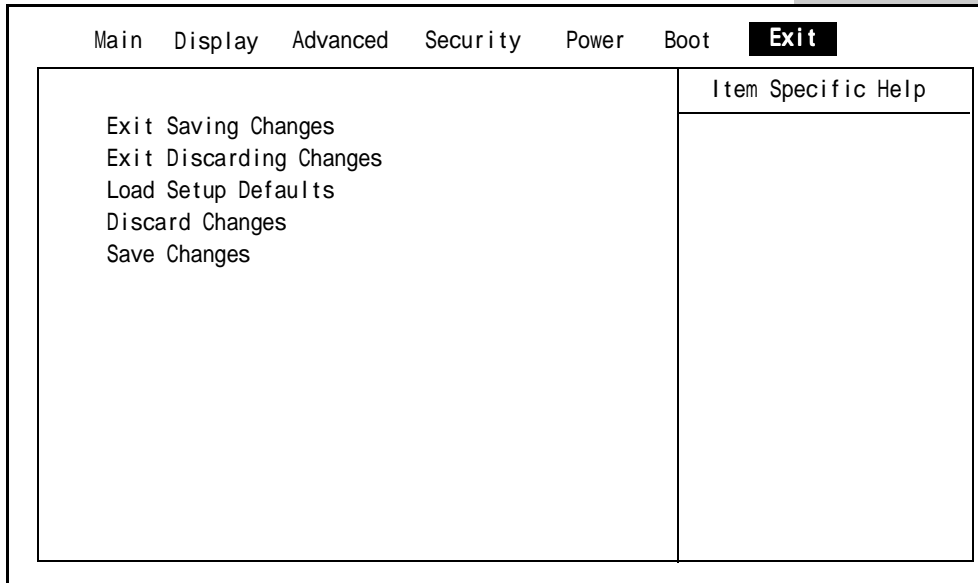 Main Display Advanced Security Power Boot Exit
Item Specific Help
Exit Saving Changes
Exit Discarding Changes
Load Setup Defaults
Discard Changes
Save Changes